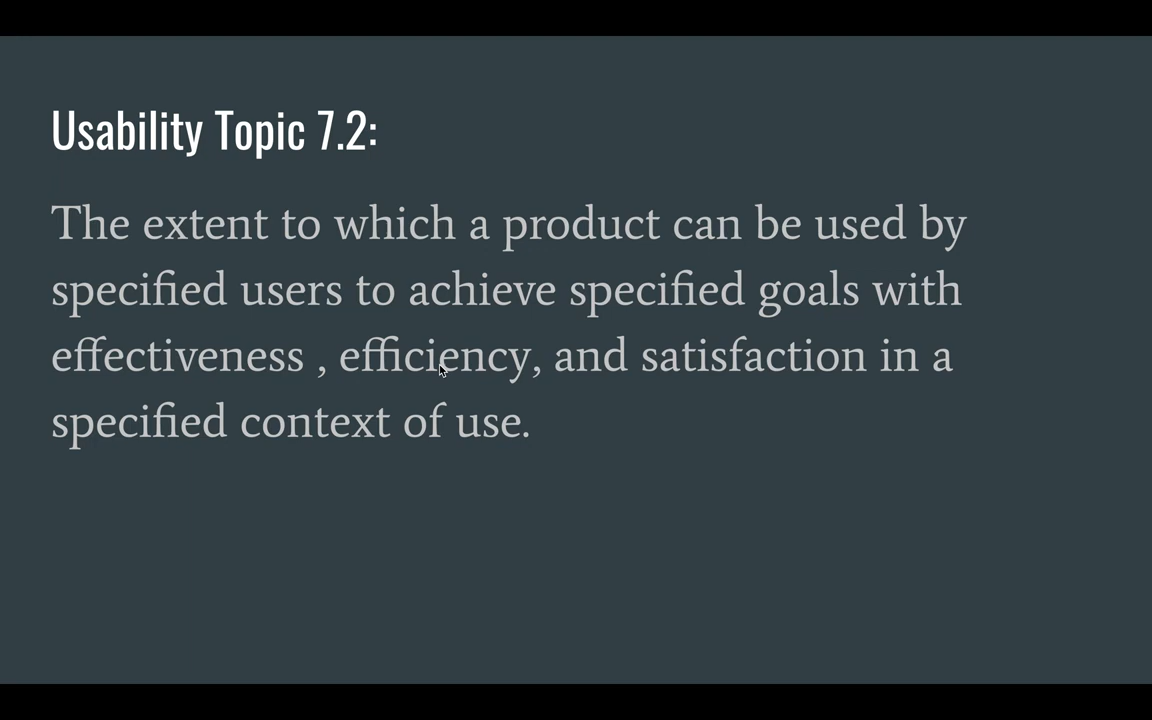 Usability Topic 7.2:
The extent to which a product can be used by
specified users to achieve specified goals with
effectiveness , efficiency, and satisfaction in a
specified context of use.